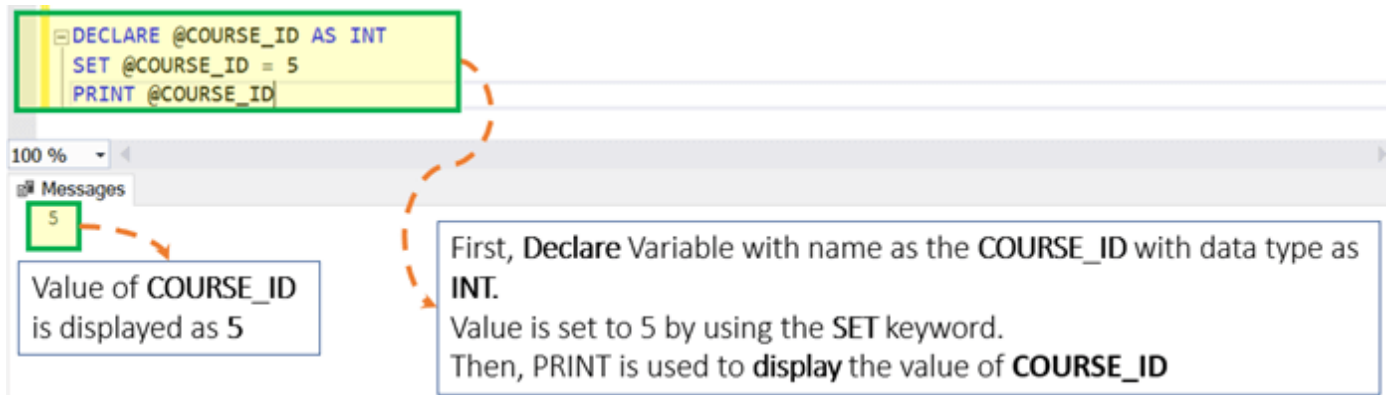 DECLARE @COURSE_ID AS INT
SET @COURSE_ID = 5
PRINT @COURSE_ID
100 %
Messages
5
Value of COURSE_ID
is displayed as 5
First, Declare Variable with name as the COURSE_ID with data type as
INT.
Value is set to 5 by using the SET keyword.
Then, PRINT is used to display the value of COURSE_ID